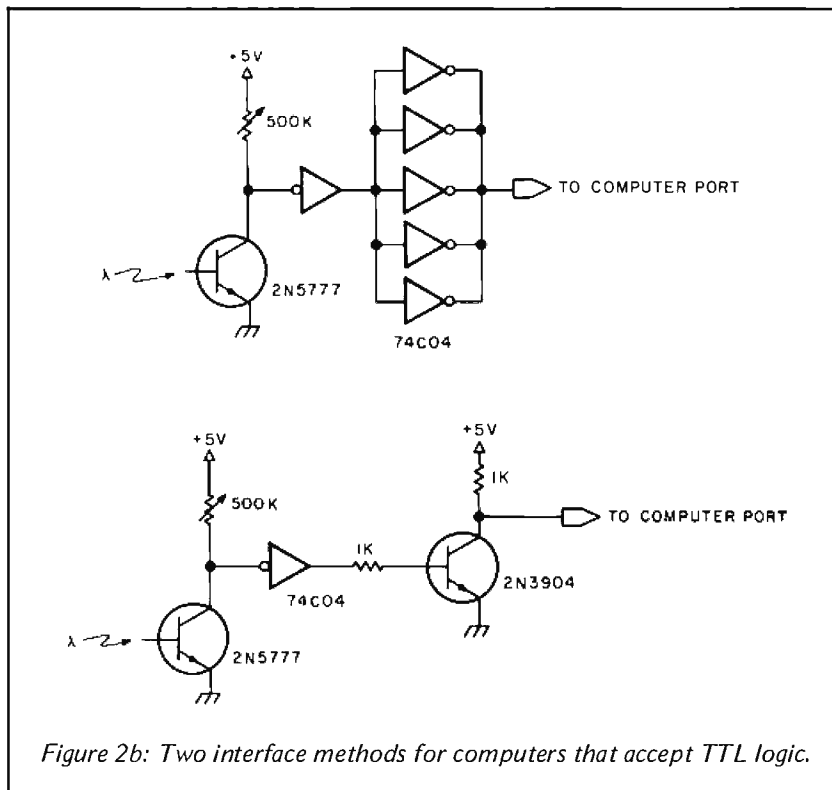 +5V
500K
TO COMPUTER PORT
λ
2N5777
74C04
+5V
+5V
1K
500K
1K
TO COMPUTER PORT
74C04
2N3904
λ
2N5777
Figure 2b: Two interface methods for computers that accept TTL logic.